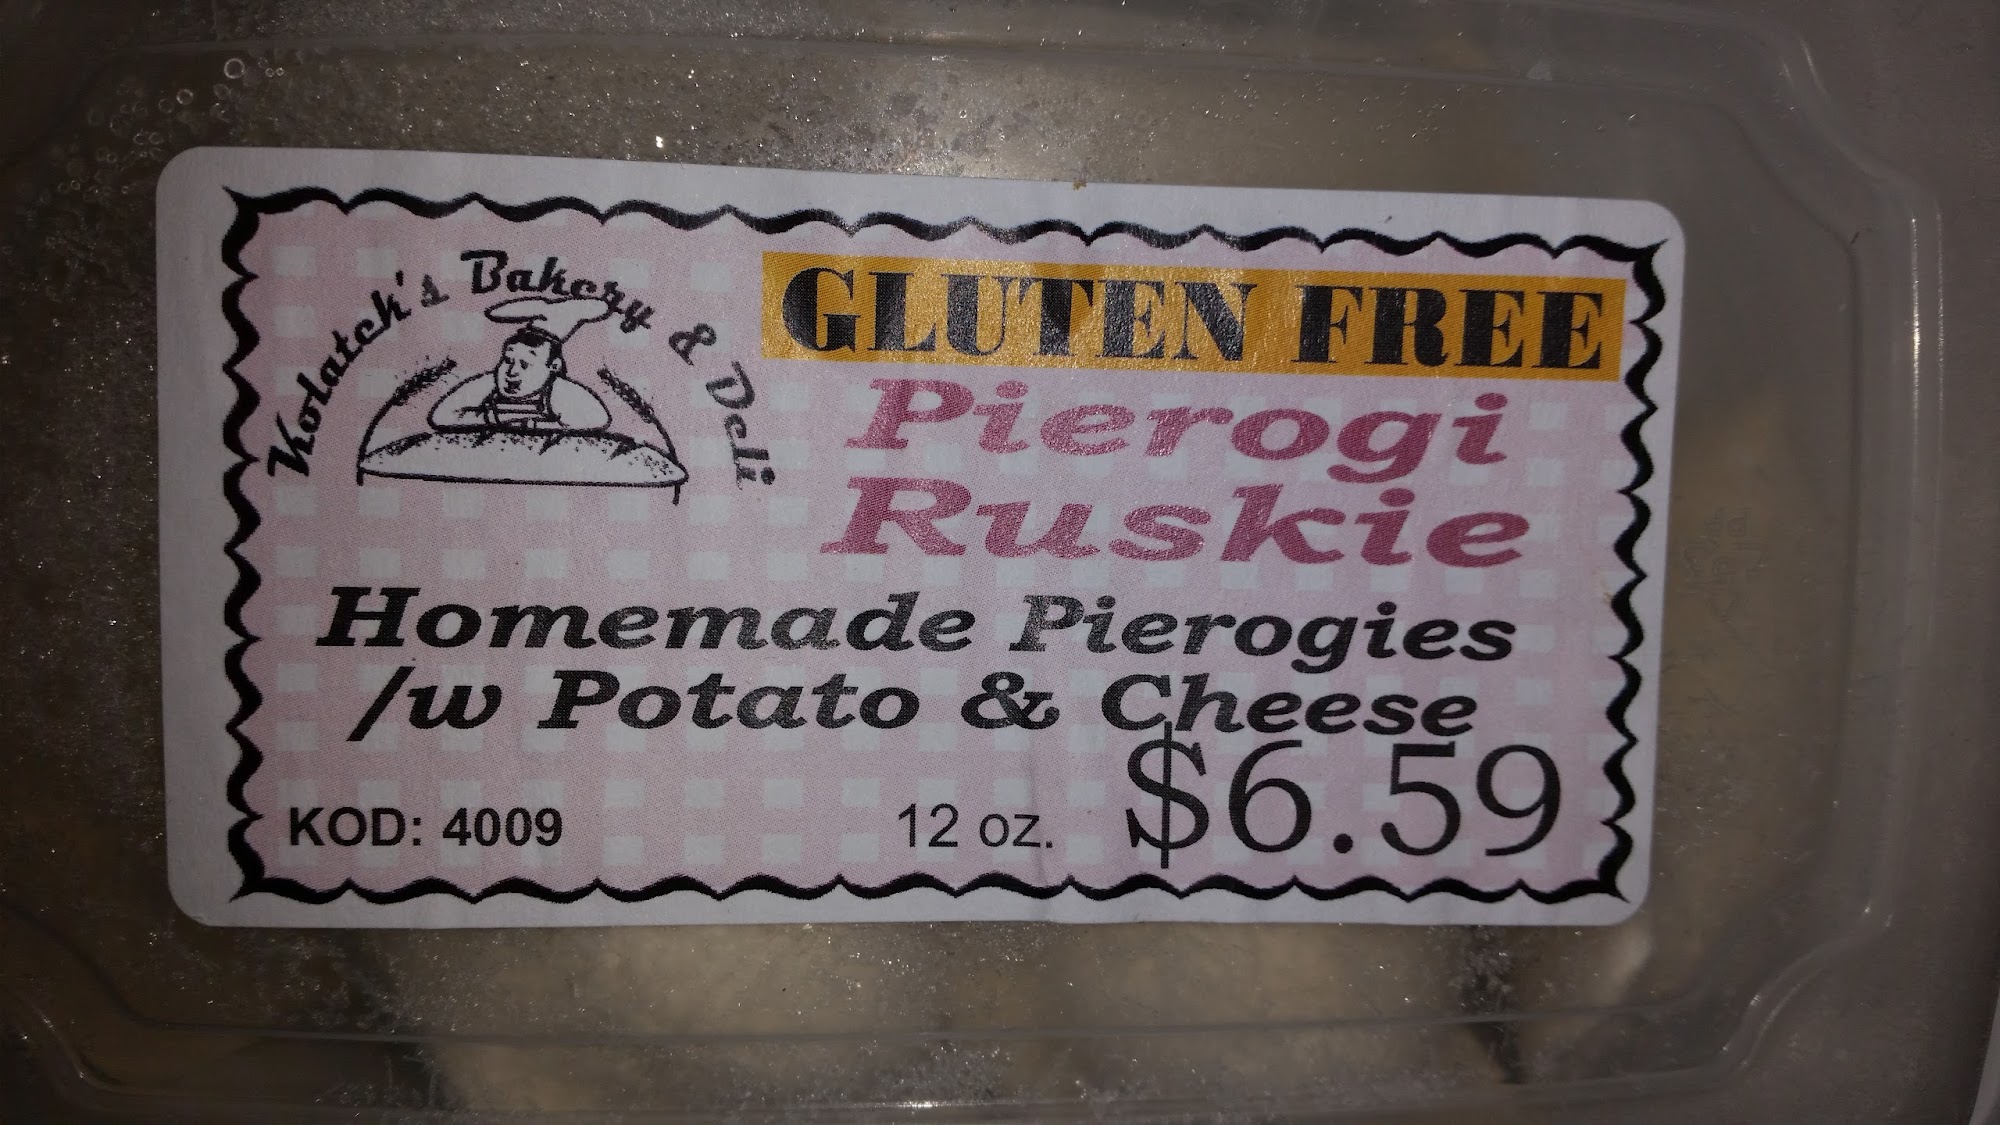 Kolatek's Bakery & Deli
GLUTEN FREE
Pierogi
Ruskie
Homemade Pierogies
/w Potato & Cheese
$6.59
KOD: 4009
12 oz.